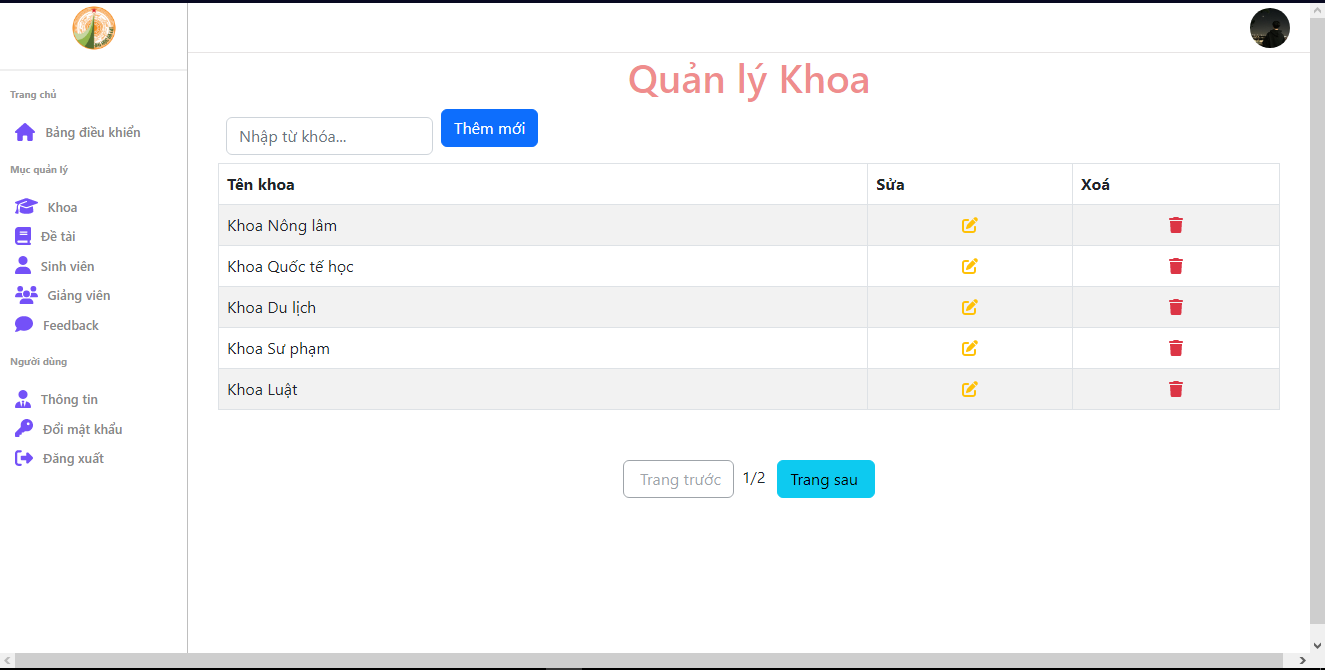 Trang chủ
Bảng điều khiển
Mục quản lý
Khoa
Đề tài
Sinh viên
Giảng viên
Feedback
Người dùng
Thông tin
Đổi mật khẩu
Đăng xuất
Quản lý Khoa
Nhập từ khóa... Thêm mới
Tên khoa Sửa Xoá
Khoa Nông lâm
Khoa Quốc tế học
Khoa Du lịch
Khoa Sư phạm
Khoa Luật
Trang trước 1/2 Trang sau